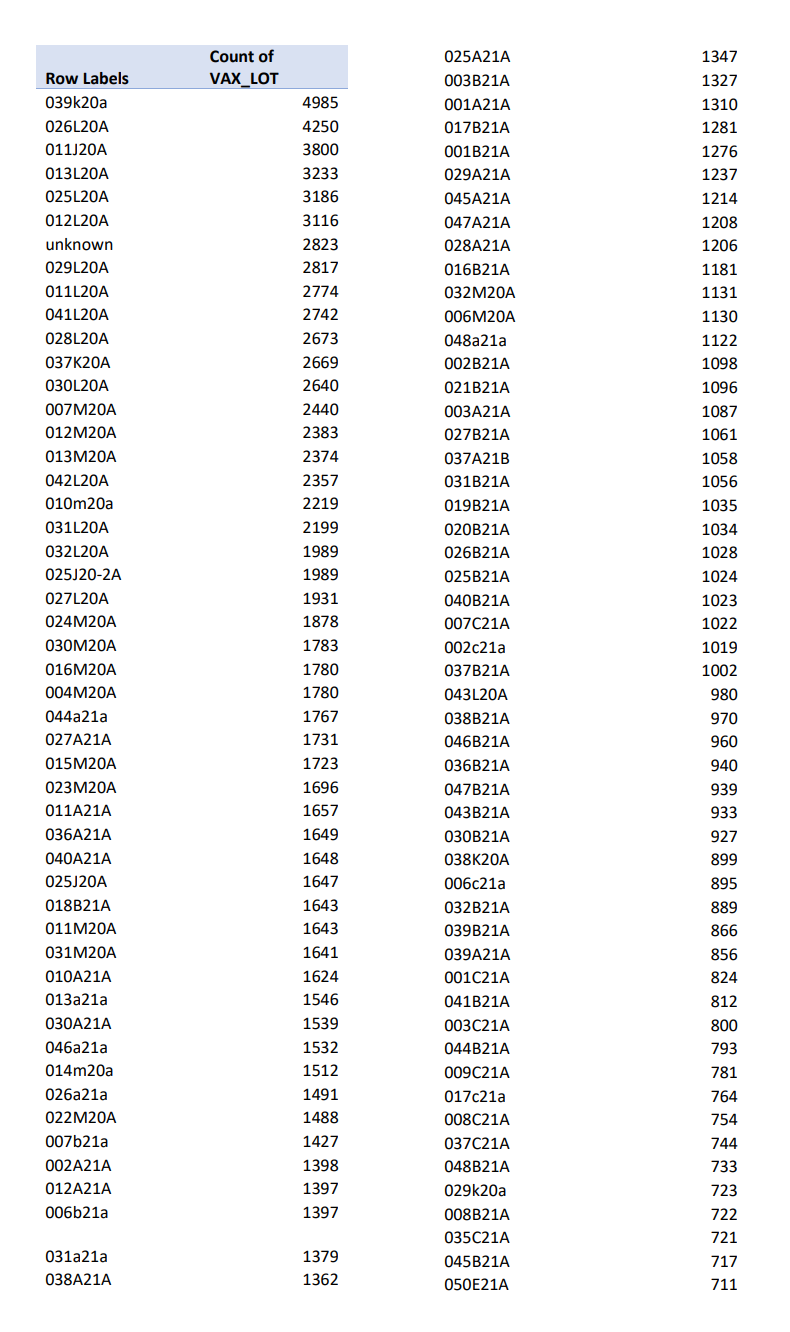 Count of
Row Labels VAX_LOT
039k20a 4985
026L20A 4250
011J20A 3800
013L20A 3233
025L20A 3186
012L20A 3116
unknown 2823
029L20A 2817
011L20A 2774
041L20A 2742
028L20A 2673
037K20A 2669
030L20A 2640
007M20A 2440
012M20A 2383
013M20A 2374
042L20A 2357
010m20a 2219
031L20A 2199
032L20A 1989
025J20-2A 1989
027L20A 1931
024M20A 1878
030M20A 1783
016M20A 1780
004M20A 1780
044a21a 1767
027A21A 1731
015M20A 1723
023M20A 1696
011A21A 1657
036A21A 1649
040A21A 1648
025J20A 1647
018B21A 1643
011M20A 1643
031M20A 1641
010A21A 1624
013a21a 1546
030A21A 1539
046a21a 1532
014m20a 1512
026a21a 1491
022M20A 1488
007b21a 1427
002A21A 1398
012A21A 1397
006b21a 1397
031a21a 1379
038A21A 1362
025A21A 1347
003B21A 1327
001A21A 1310
017B21A 1281
001B21A 1276
029A21A 1237
045A21A 1214
047A21A 1208
028A21A 1206
016B21A 1181
032M20A 1131
006M20A 1130
048a21a 1122
002B21A 1098
021B21A 1096
003A21A 1087
027B21A 1061
037A21B 1058
031B21A 1056
019B21A 1035
020B21A 1034
026B21A 1028
025B21A 1024
040B21A 1023
007C21A 1022
002c21a 1019
037B21A 1002
043L20A 980
038B21A 970
046B21A 960
036B21A 940
047B21A 939
043B21A 933
030B21A 927
038K20A 899
006c21a 895
032B21A 889
039B21A 866
039A21A 856
001C21A 824
041B21A 812
003C21A 800
044B21A 793
009C21A 781
017c21a 764
008C21A 754
037C21A 744
048B21A 733
029k20a 723
008B21A 722
035C21A 721
045B21A 717
050E21A 711